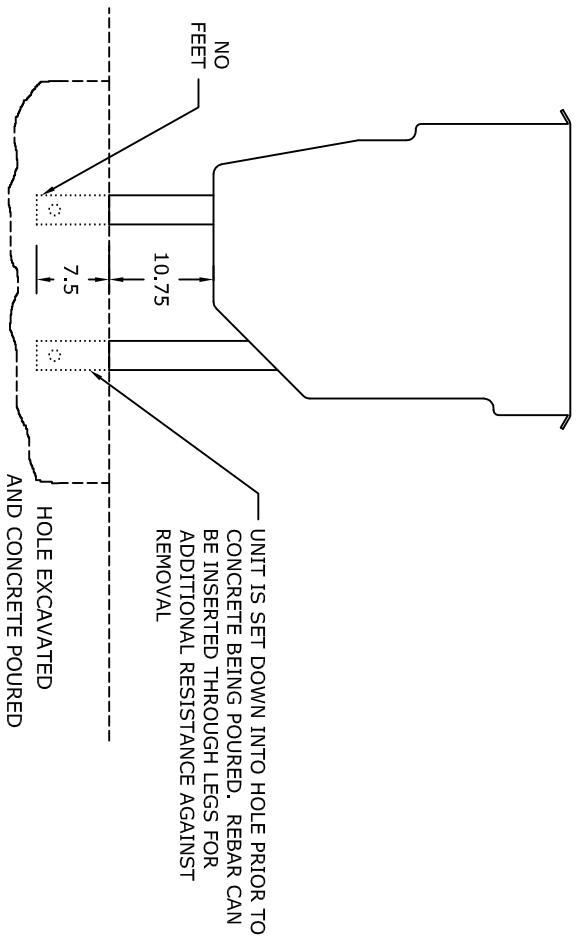 NO
FEET
10.75
7.5
UNIT IS SET DOWN INTO HOLE PRIOR TO
CONCRETE BEING POURED. REBAR CAN
BE INSERTED THROUGH LEGS FOR
ADDITIONAL RESISTANCE AGAINST
REMOVAL
HOLE EXCAVATED
AND CONCRETE POURED